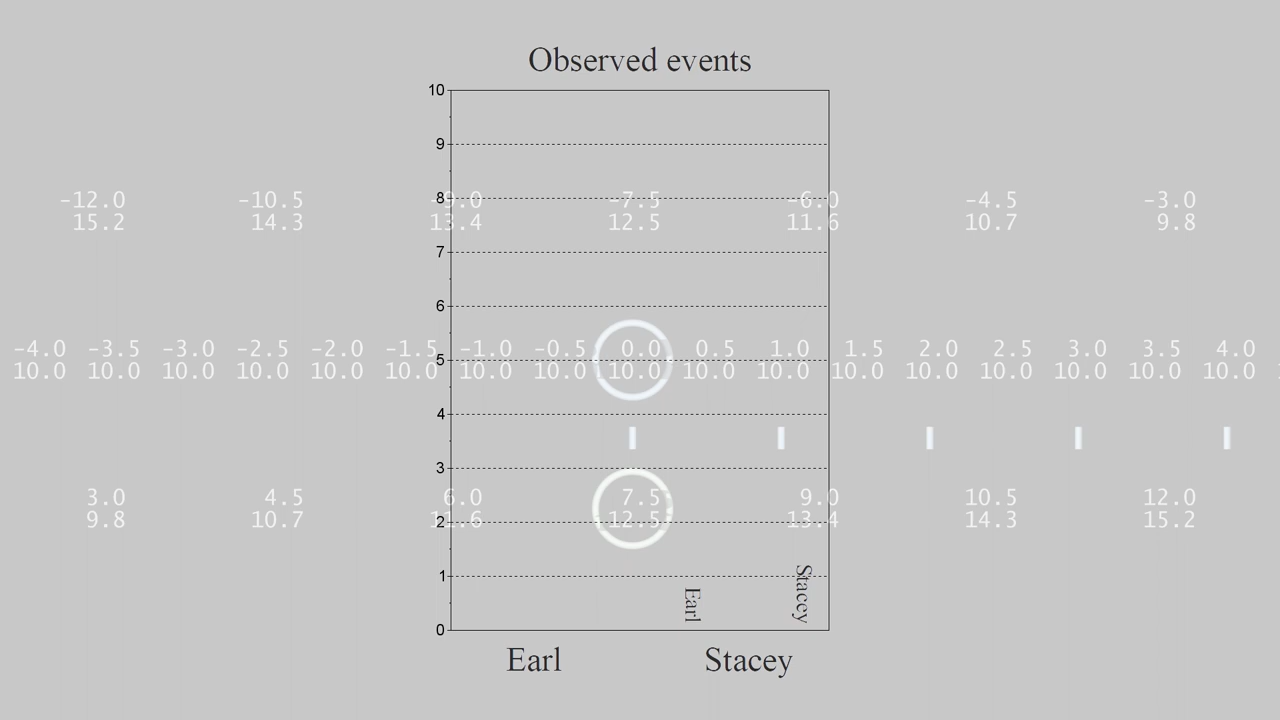 Observed events
10
9
-12.0 -10.5 -9.0 -7.5 -6.0 -4.5 -3.0
8
15.2 14.3 13.4 12.5 11.6 10.7 9.8
7
6
-4.0 -3.5 -3.0 -2.5 -2.0 -1.5 -1.0 -0.5 0.0 0.5 1.0 1.5 2.0 2.5 3.0 3.5 4.0
5
10.0 10.0 10.0 10.0 10.0 10.0 10.0 10.0 10.0 10.0 10.0 10.0 10.0 10.0 10.0 10.0 10.0
4
3
3.0 4.5 6.0 7.5 9.0 10.5 12.0
2
9.8 10.7 11.6 12.5 13.4 14.3 15.2
1
Earl Stacey
0
Earl Stacey